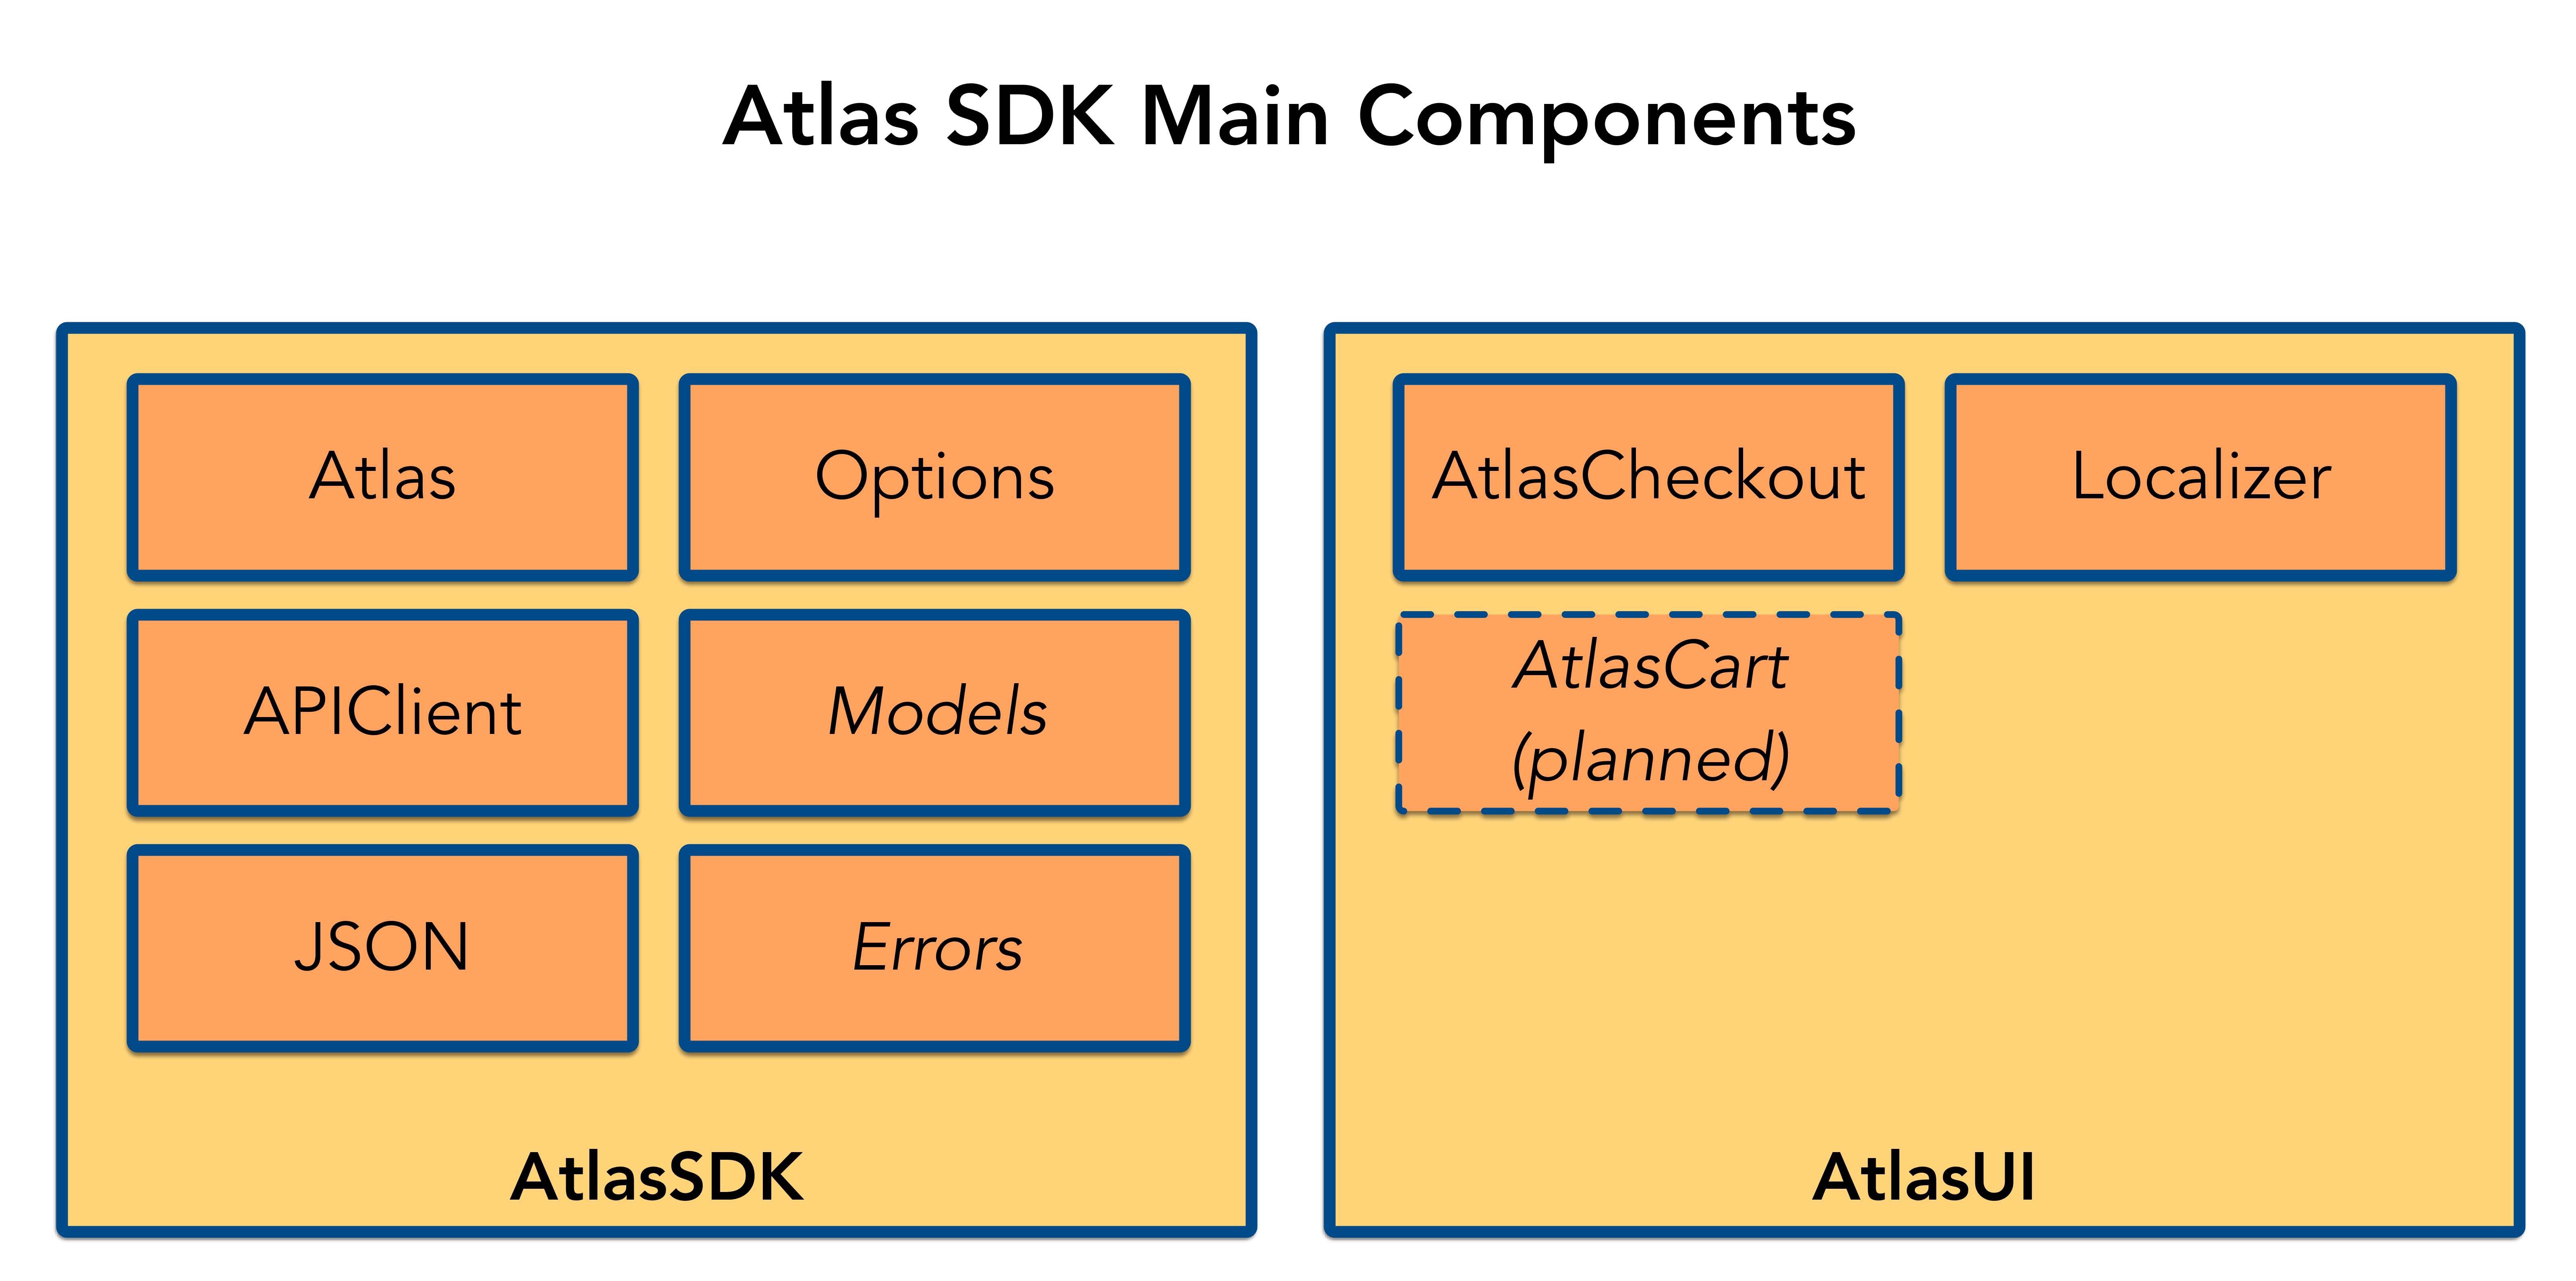 Atlas SDK Main Components
Atlas
Options
APIClient
Models
JSON
Errors
AtlasSDK
AtlasCheckout
Localizer
AtlasCart
(planned)
AtlasUI